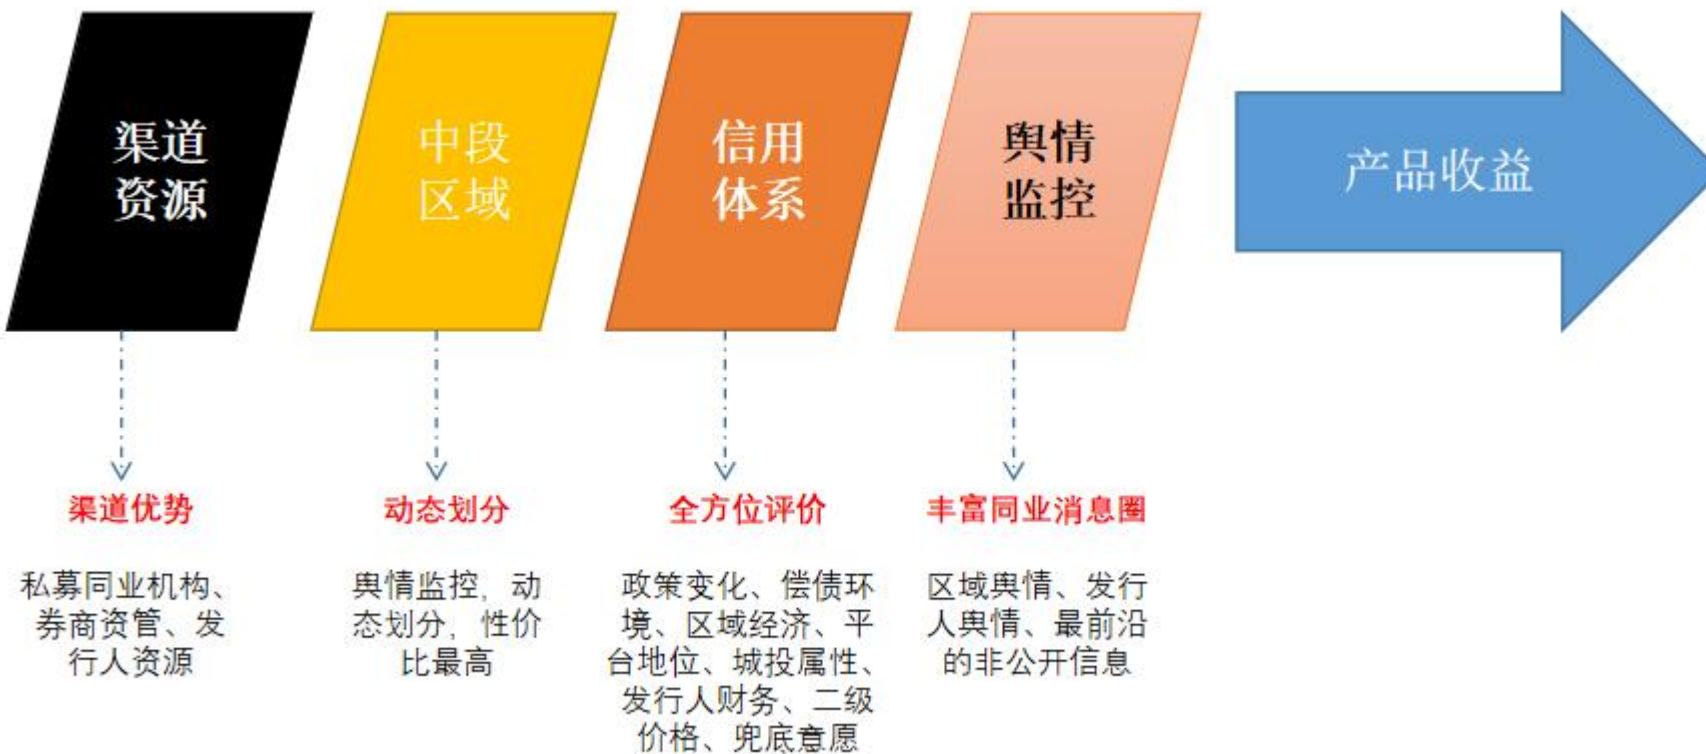 渠道
资源
中段
区域
信用
体系
舆情
监控
产品收益
渠道优势
私募同业机构、
券商资管、发
行人资源
动态划分
舆情监控，动
态划分，性价
比最高
全方位评价
政策变化、偿债环
境、区域经济、平
台地位、城投属性、
发行人财务、二级
价格、兜底意愿
丰富同业消息圈
区域舆情、发行
人舆情、最前沿
的非公开信息